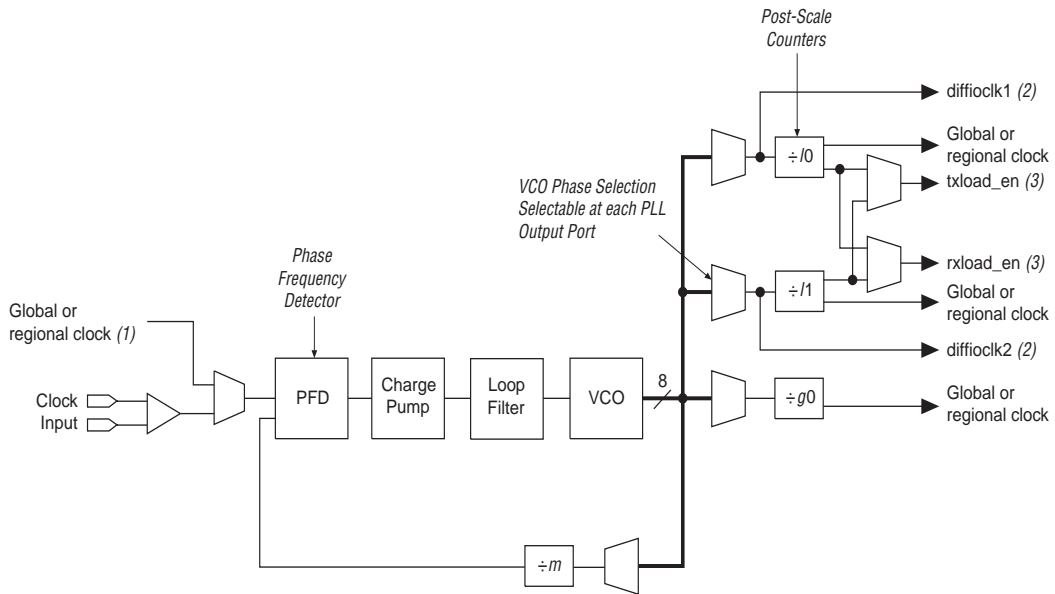 Post-Scale
Counters
diffioclk1 (2)
Global or
regional clock
÷l0
txload_en (3)
VCO Phase Selection
Selectable at each PLL
Output Port
rxload_en (3)
÷l1
Global or
regional clock
diffioclk2 (2)
Phase
Frequency
Detector
Global or
regional clock (1)
Clock
Input
PFD
Charge
Pump
Loop
Filter
VCO
8
÷g0
Global or
regional clock
÷m